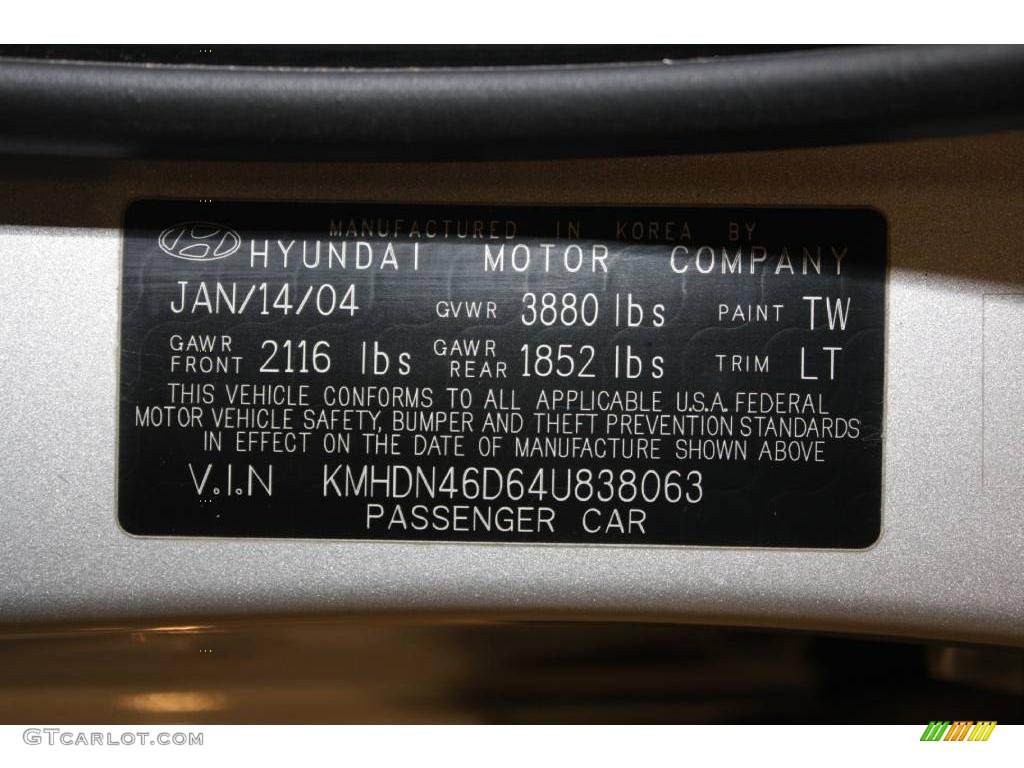 MANUFACTURED IN KOREA BY
HYUNDAI MOTOR COMPANY
JAN/14/04 GVWR 3880 lbs PAINT TW
GAWR FRONT 2116 lbs GAWR REAR 1852 lbs TRIM LT
THIS VEHICLE CONFORMS TO ALL APPLICABLE U.S.A. FEDERAL
MOTOR VEHICLE SAFETY, BUMPER AND THEFT PREVENTION STANDARDS
IN EFFECT ON THE DATE OF MANUFACTURE SHOWN ABOVE
V.I.N KMHDN46D64U838063
PASSENGER CAR
GTCARLOT.COM